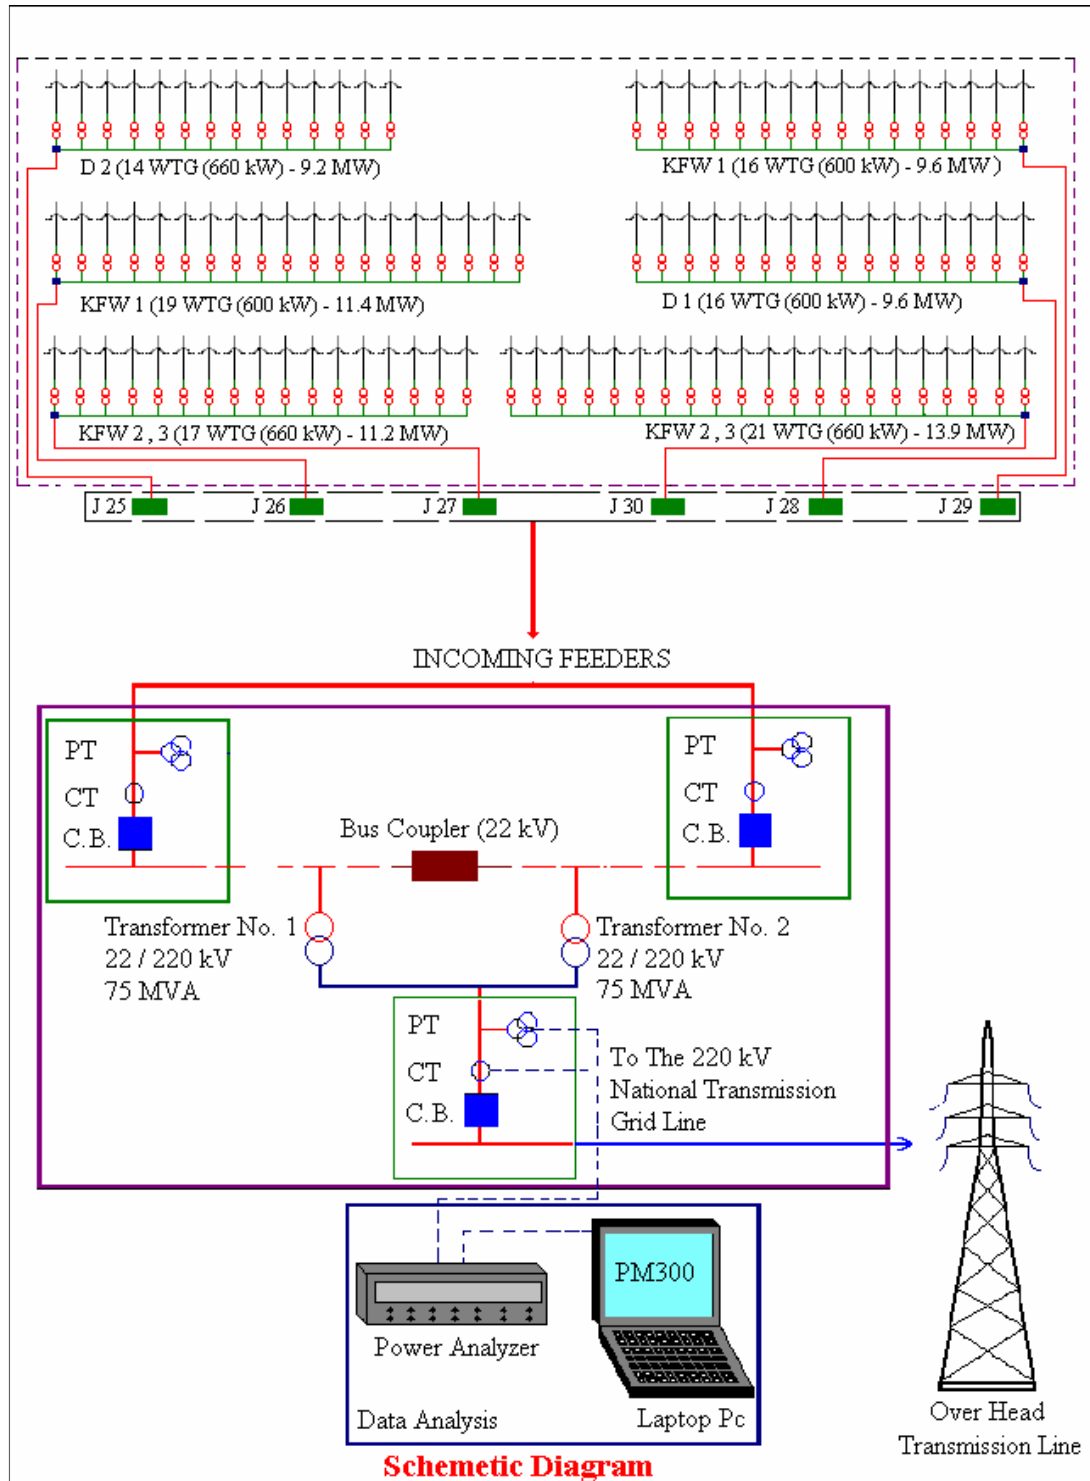 D 2 (14 WTG (660 kW) - 9.2 MW)
KFW 1 (16 WTG (600 kW) - 9.6 MW )
KFW 1 (19 WTG (600 kW) - 11.4 MW)
D 1 (16 WTG (600 kW) - 9.6 MW)
KFW 2 , 3 (17 WTG (660 kW) - 11.2 MW)
KFW 2 , 3 (21 WTG (660 kW) - 13.9 MW)
J 25
J 26
J 27
J 30
J 28
J 29
INCOMING FEEDERS
PT
CT
C.B.
PT
CT
C.B.
Bus Coupler (22 kV)
Transformer No. 1
22 / 220 kV
75 MVA
Transformer No. 2
22 / 220 kV
75 MVA
PT
CT
C.B.
To The 220 kV
National Transmission
Grid Line
PM300
Power Analyzer
Data Analysis
Laptop Pc
Over Head
Transmission Line
Schemetic Diagram